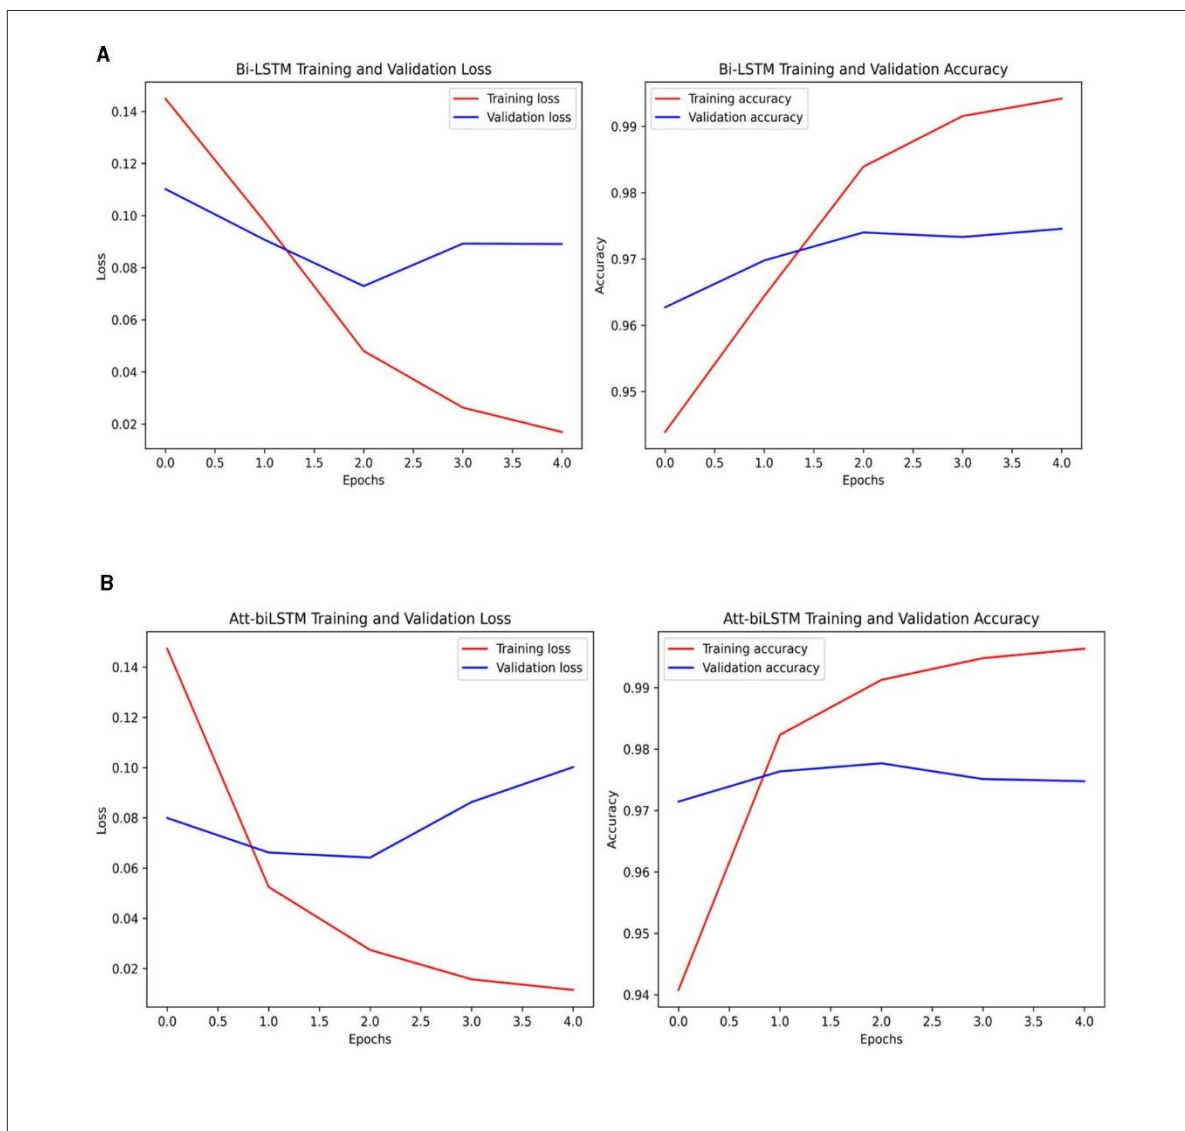 A
Bi-LSTM Training and Validation Loss
Training loss
Validation loss
0.14
0.12
0.10
0.08
0.06
0.04
0.02
Loss
0.0 0.5 1.0 1.5 2.0 2.5 3.0 3.5 4.0
Epochs
Bi-LSTM Training and Validation Accuracy
Training accuracy
Validation accuracy
0.99
0.98
0.97
0.96
0.95
Accuracy
0.0 0.5 1.0 1.5 2.0 2.5 3.0 3.5 4.0
Epochs
B
Att-biLSTM Training and Validation Loss
Training loss
Validation loss
0.14
0.12
0.10
0.08
0.06
0.04
0.02
Loss
0.0 0.5 1.0 1.5 2.0 2.5 3.0 3.5 4.0
Epochs
Att-biLSTM Training and Validation Accuracy
Training accuracy
Validation accuracy
0.99
0.98
0.97
0.96
0.95
0.94
Accuracy
0.0 0.5 1.0 1.5 2.0 2.5 3.0 3.5 4.0
Epochs